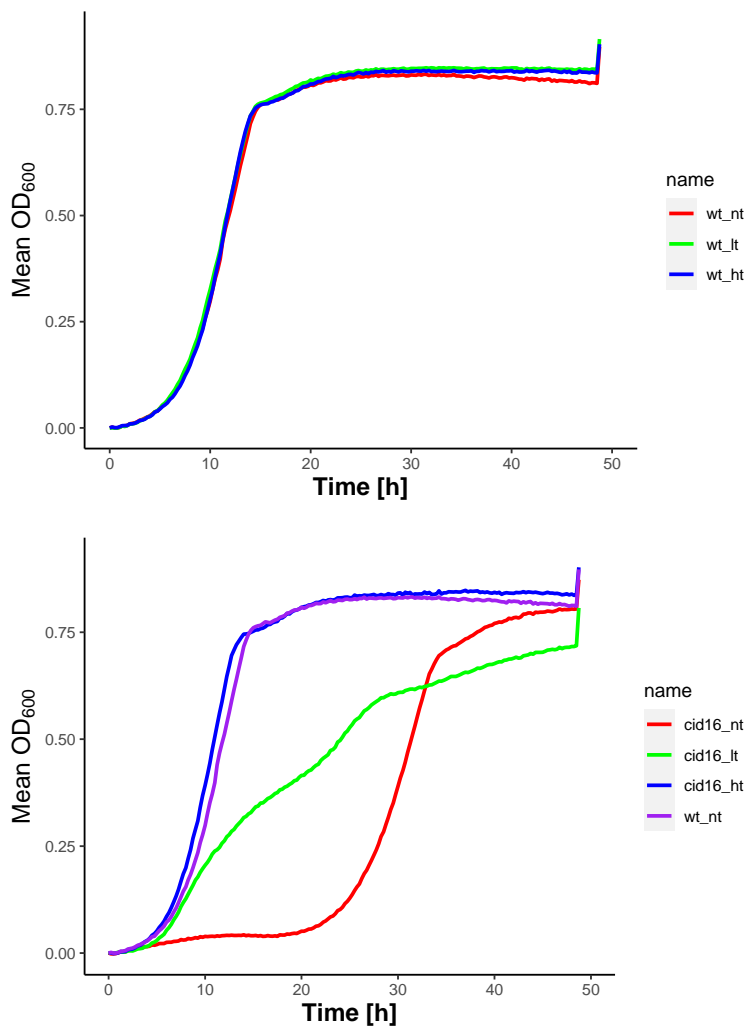 0.75
0.50
0.25
0.00
Mean OD600
0 10 20 30 40 50
Time [h]
name
wt_nt
wt_lt
wt_ht
0.75
0.50
0.25
0.00
Mean OD600
0 10 20 30 40 50
Time [h]
name
cid16_nt
cid16_lt
cid16_ht
wt_nt